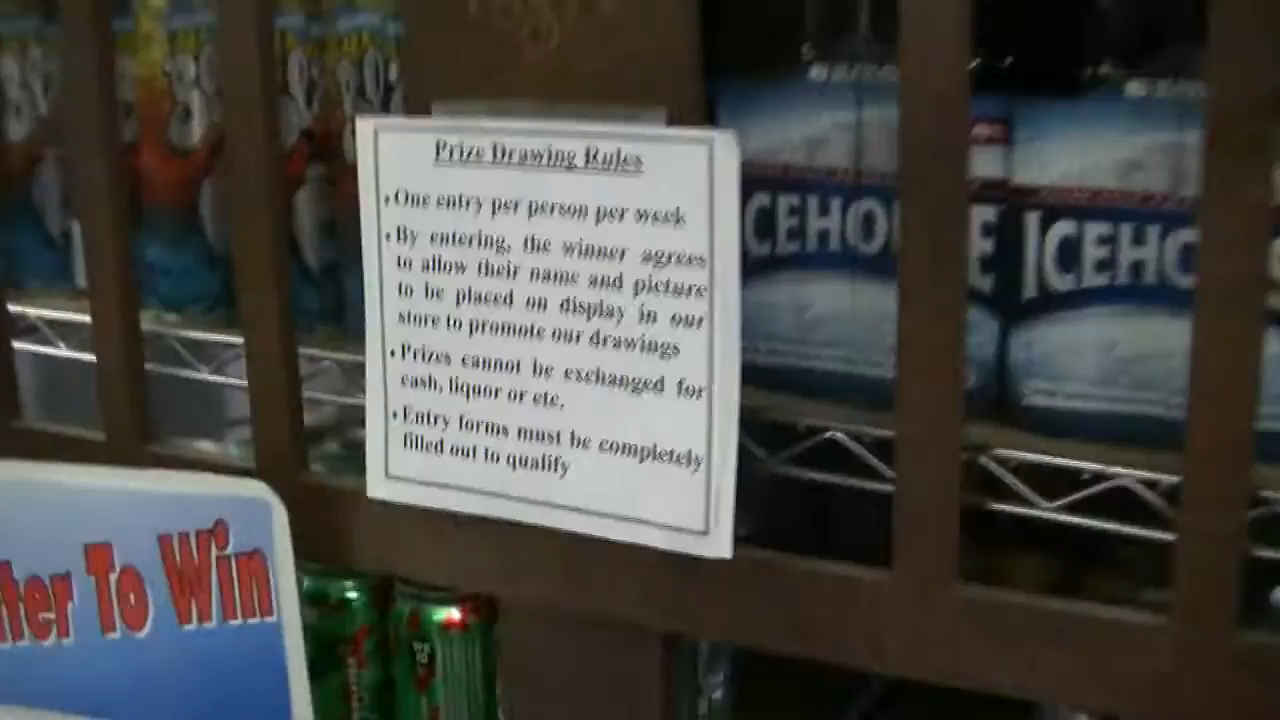 Prize Drawing Rules
• One entry per person per week
• By entering, the winner agrees
to allow their name and picture
to be placed on display in our
store to promote our drawings
• Prizes cannot be exchanged for
cash, liquor or etc.
• Entry forms must be completely
filled out to qualify
ICEHC
To Win